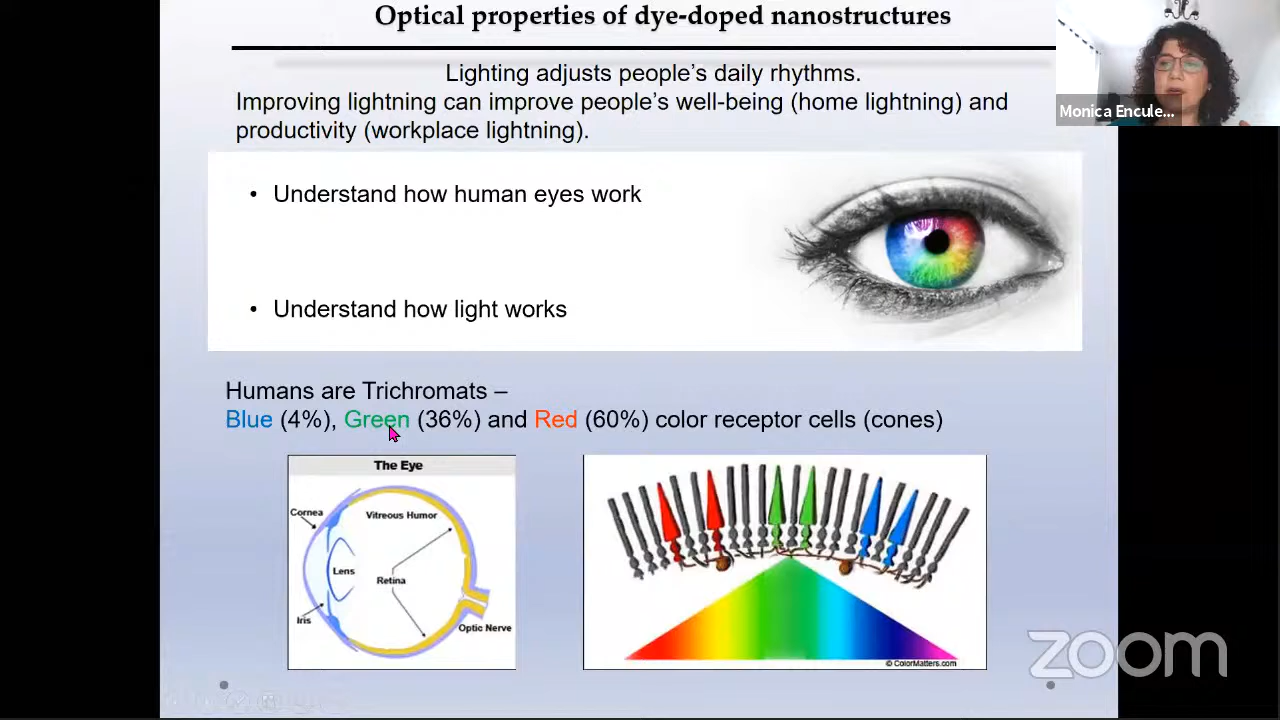 Optical properties of dye-doped nanostructures
Lighting adjusts people's daily rhythms.
Improving lightning can improve people's well-being (home lightning) and
productivity (workplace lightning).
Monica Encule...
• Understand how human eyes work
• Understand how light works
Humans are Trichromats –
Blue (4%), Green (36%) and Red (60%) color receptor cells (cones)
The Eye
Cornea
Vitreous Humor
Lens
Retina
Iris
Optic Nerve
© ColorMatters.com
zoom